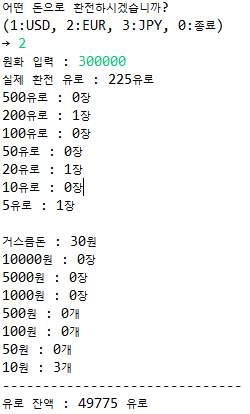 어떤 돈으로 환전하시겠습니까?
(1:USD, 2:EUR, 3:JPY, 0:종료)
→ 2
원화 입력 : 300000
실제 환전 유로 : 225유로
500유로 : 0장
200유로 : 1장
100유로 : 0장
50유로 : 0장
20유로 : 1장
10유로 : 0장
5유로 : 1장

거스름돈 : 30원
10000원 : 0장
5000원 : 0장
1000원 : 0장
500원 : 0개
100원 : 0개
50원 : 0개
10원 : 3개
------------------------------
유로 잔액 : 49775 유로